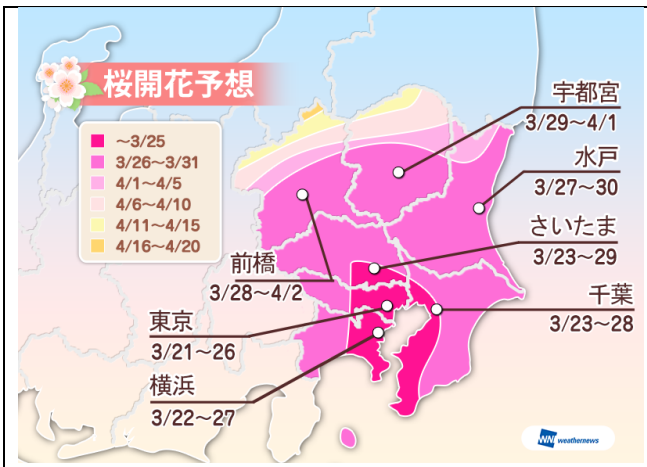 桜開花予想
～3/25
3/26～3/31
4/1～4/5
4/6～4/10
4/11～4/15
4/16～4/20
宇都宮
3/29～4/1
水戸
3/27～30
さいたま
3/23～29
前橋
3/28～4/2
千葉
3/23～28
東京
3/21～26
横浜
3/22～27
WNI weathernews